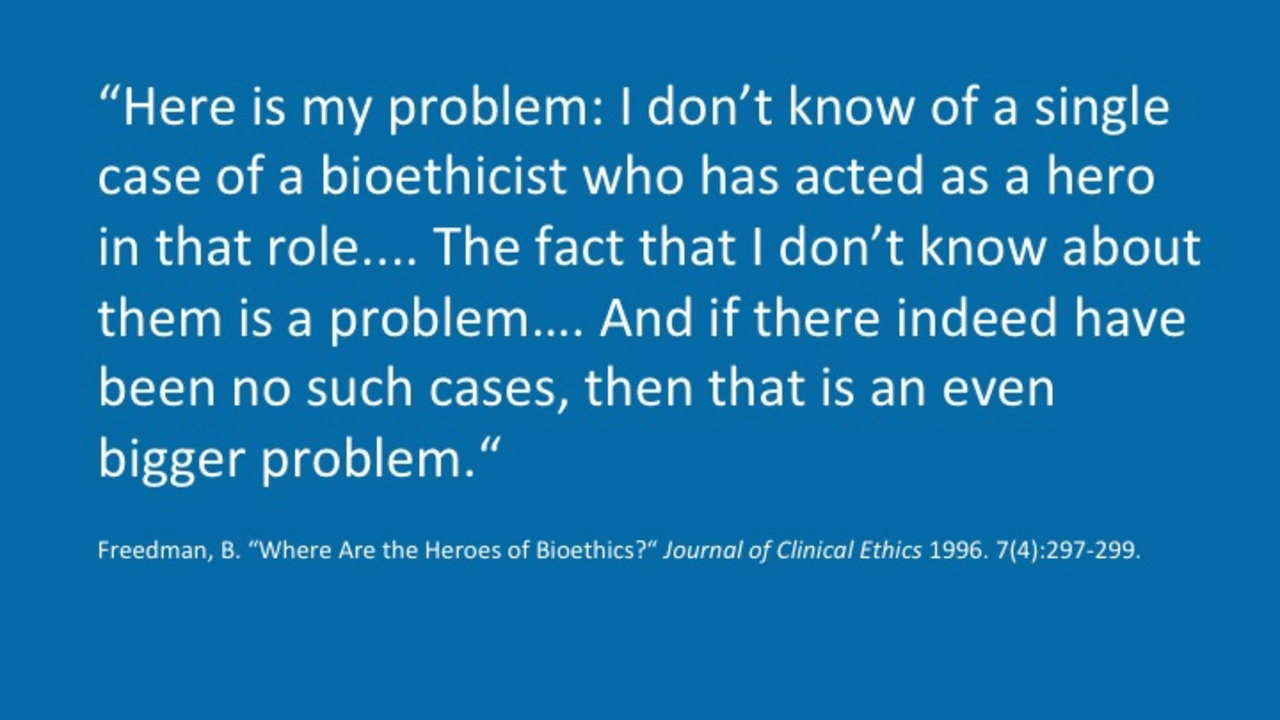 “Here is my problem: I don’t know of a single
case of a bioethicist who has acted as a hero
in that role.... The fact that I don’t know about
them is a problem.... And if there indeed have
been no such cases, then that is an even
bigger problem.“
Freedman, B. “Where Are the Heroes of Bioethics?“ Journal of Clinical Ethics 1996. 7(4):297-299.